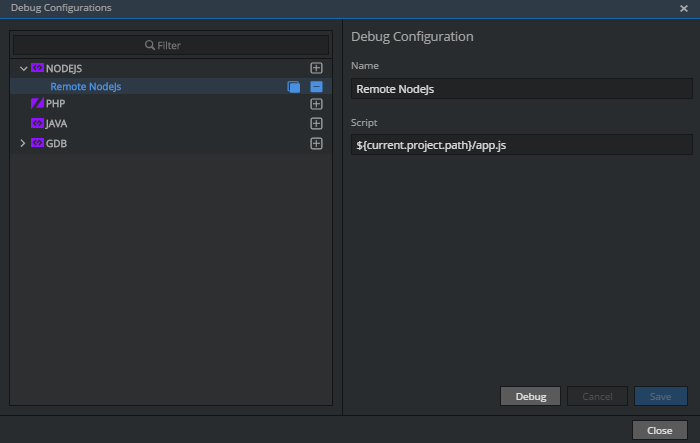 Debug Configurations
Filter
NODEJS
Remote NodeJs
PHP
JAVA
GDB
Debug Configuration
Name
Remote NodeJs
Script
${current.project.path}/app.js
Debug
Cancel
Save
Close